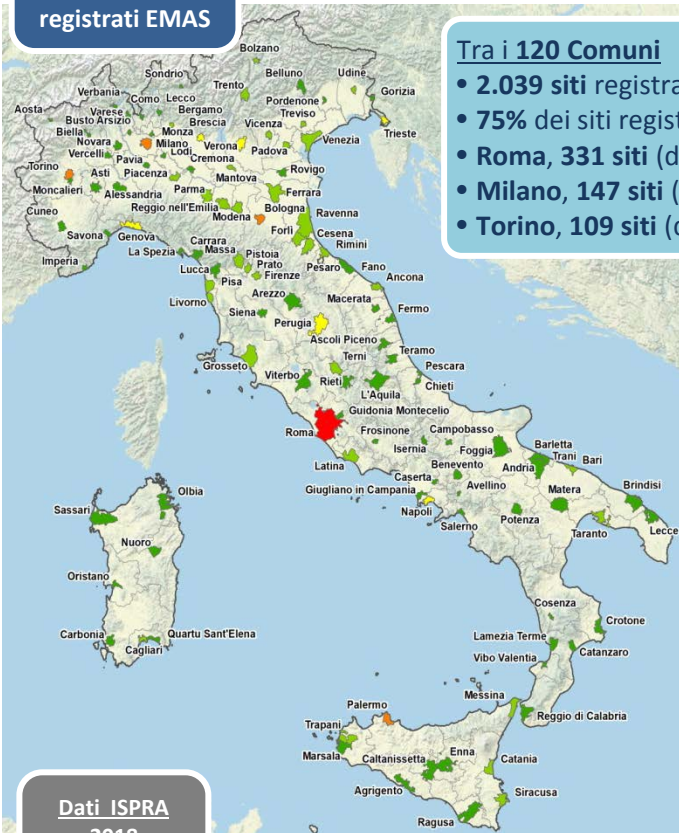 registrati EMAS
Tra i 120 Comuni
• 2.039 siti registra
• 75% dei siti regist
• Roma, 331 siti (d
• Milano, 147 siti (
• Torino, 109 siti (d
Bolzano
Sondrio
Belluno
Udine
Verbania
Trento
Gorizia
Como
Lecco
Pordenone
Aosta
Varese
Bergamo
Treviso
Busto Arsizio
Brescia
Vicenza
Biella
Monza
Trieste
Novara
Milano
Verona
Venezia
Vercelli
Lodi
Padova
Torino
Pavia
Cremona
Asti
Piacenza
Mantova
Rovigo
Moncalieri
Alessandria
Parma
Ferrara
Cuneo
Reggio nell'Emilia
Bologna
Modena
Ravenna
Savona
Genova
Carrara
Forlì
Cesena
La Spezia
Massa
Pistoia
Rimini
Imperia
Prato
Lucca
Firenze
Pesaro
Fano
Pisa
Ancona
Arezzo
Macerata
Livorno
Siena
Fermo
Perugia
Ascoli Piceno
Terni
Teramo
Grosseto
Pescara
Viterbo
Rieti
Chieti
L'Aquila
Guidonia Montecelio
Roma
Frosinone
Campobasso
Isernia
Foggia
Barletta
Trani
Bari
Latina
Benevento
Andria
Caserta
Brindisi
Giugliano in Campania
Avellino
Matera
Olbia
Napoli
Sassari
Salerno
Potenza
Lecce
Taranto
Nuoro
Oristano
Cosenza
Crotone
Carbonia
Quartu Sant'Elena
Lamezia Terme
Cagliari
Catanzaro
Vibo Valentia
Messina
Palermo
Reggio di Calabria
Trapani
Enna
Marsala
Caltanissetta
Catania
Agrigento
Siracusa
Ragusa
Dati ISPRA